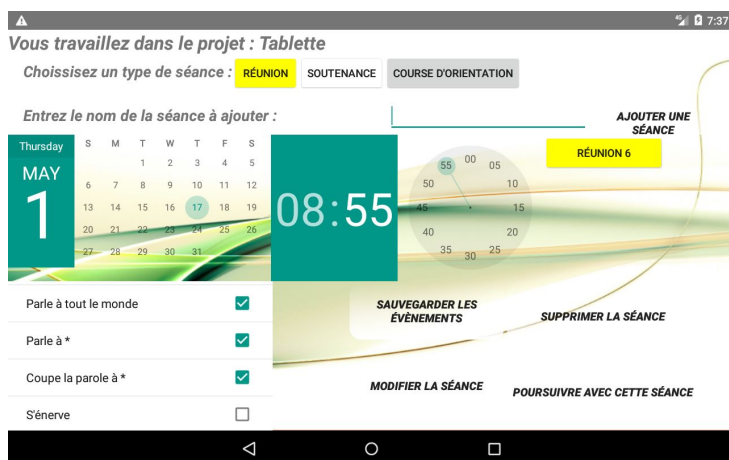 4G 7:37
Vous travaillez dans le projet : Tablette
Choissisez un type de séance : RÉUNION SOUTENANCE COURSE D'ORIENTATION
Entrez le nom de la séance à ajouter :
AJOUTER UNE
SÉANCE
RÉUNION 6
Thursday
MAY
1
S M T W T F S
1 2 3 4 5
6 7 8 9 10 11 12
13 14 15 16 17 18 19
20 21 22 23 24 25 26
27 28 29 30 31
08:55
00 05 10 15 20 25 30 35 40 45 50 55
Parle à tout le monde
Parle à *
Coupe la parole à *
S'énerve
SAUVEGARDER LES
ÉVÈNEMENTS
SUPPRIMER LA SÉANCE
MODIFIER LA SÉANCE
POURSUIVRE AVEC CETTE SÉANCE